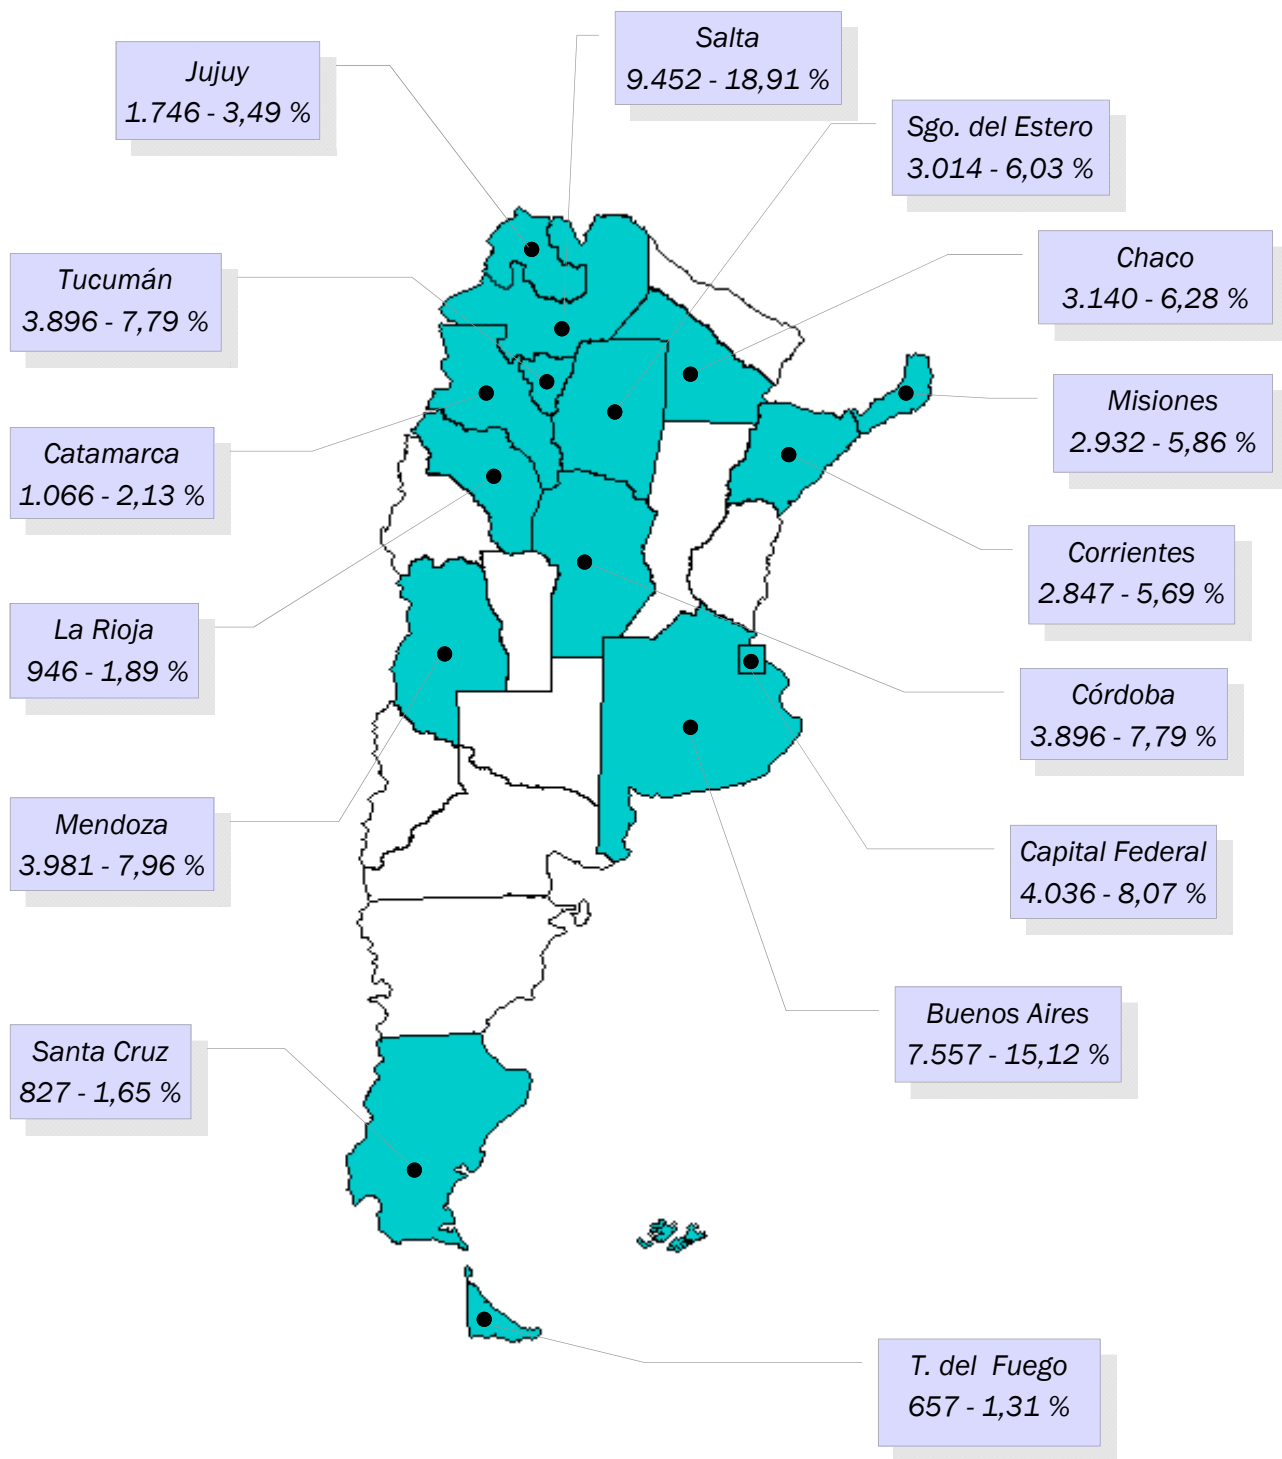 Salta
9.452 - 18,91 %
Jujuy
1.746 - 3,49 %
Sgo. del Estero
3.014 - 6,03 %
Chaco
3.140 - 6,28 %
Tucumán
3.896 - 7,79 %
Misiones
2.932 - 5,86 %
Catamarca
1.066 - 2,13 %
Corrientes
2.847 - 5,69 %
La Rioja
946 - 1,89 %
Córdoba
3.896 - 7,79 %
Mendoza
3.981 - 7,96 %
Capital Federal
4.036 - 8,07 %
Buenos Aires
7.557 - 15,12 %
Santa Cruz
827 - 1,65 %
T. del  Fuego
657 - 1,31 %